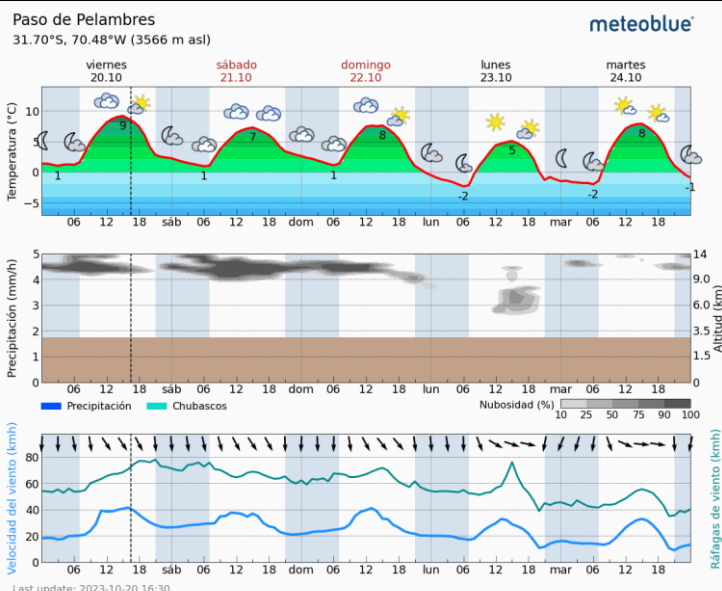 Paso de Pelambres
31.70°S, 70.48°W (3566 m asl)
meteoblue
viernes sábado domingo lunes martes
20.10 21.10 22.10 23.10 24.10
Temperatura (°C)
10
5
0
−5
9 7 8 5 8
1 1 1 -2 -2 -1
06 12 18 sáb 06 12 18 dom 06 12 18 lun 06 12 18 mar 06 12 18
Precipitación (mm/h)
5
4
3
2
1
0
14
9.0
6.0
3.5
1.5
0
Altitud (km)
06 12 18 sáb 06 12 18 dom 06 12 18 lun 06 12 18 mar 06 12 18
Precipitación Chubascos Nubosidad (%)
10 25 50 75 90 100
Velocidad del viento (kmh)
80
60
40
20
0
Ráfagas de viento (kmh)
06 12 18 sáb 06 12 18 dom 06 12 18 lun 06 12 18 mar 06 12 18
Last update: 2023-10-20 16:30